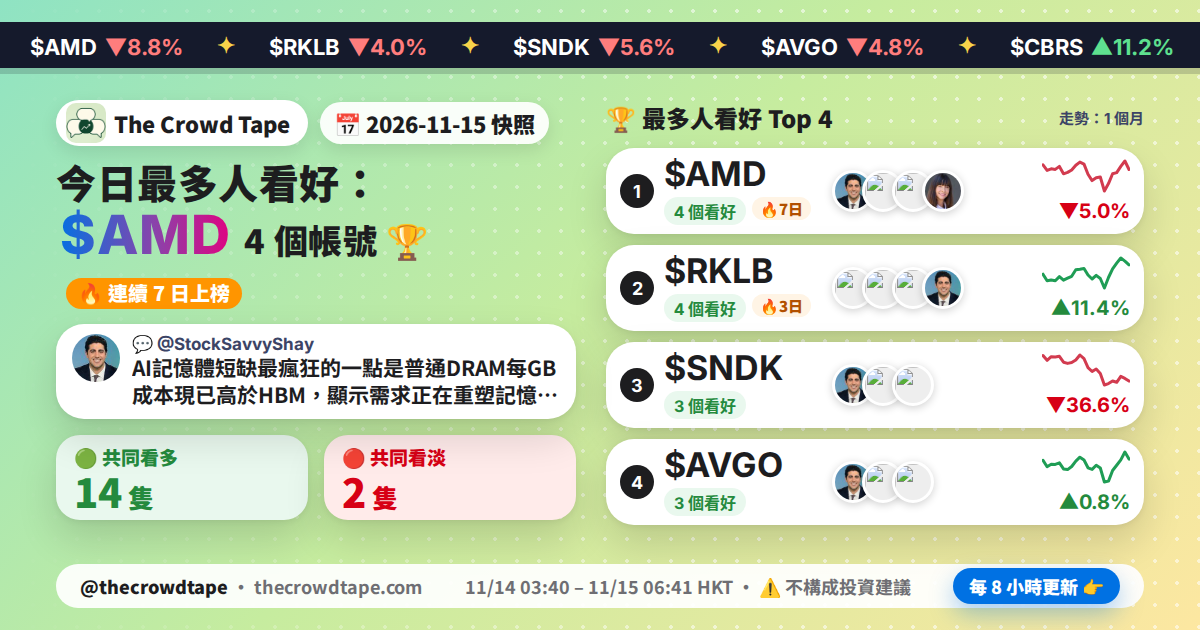 $AMD ▼8.8% ✦ $RKLB ▼4.0% ✦ $SNDK ▼5.6% ✦ $AVGO ▼4.8% ✦ $CBRS ▲11.2%
The Crowd Tape
📅 2026-11-15 快照
今日最多人看好：
$AMD 4 個帳號 🏆
🔥 連續 7 日上榜
💬 @StockSavvyShay
AI記憶體短缺最瘋狂的一點是普通DRAM每GB
成本現已高於HBM，顯示需求正在重塑記憶…
🟢 共同看多
14 隻
🔴 共同看淡
2 隻
🏆 最多人看好 Top 4
走勢：1個月
1 $AMD
4 個看好 🔥7日
▼5.0%
2 $RKLB
4 個看好 🔥3日
▲11.4%
3 $SNDK
3 個看好
▼36.6%
4 $AVGO
3 個看好
▲0.8%
@thecrowdtape • thecrowdtape.com
11/14 03:40 – 11/15 06:41 HKT • ⚠️ 不構成投資建議
每 8 小時更新 👉